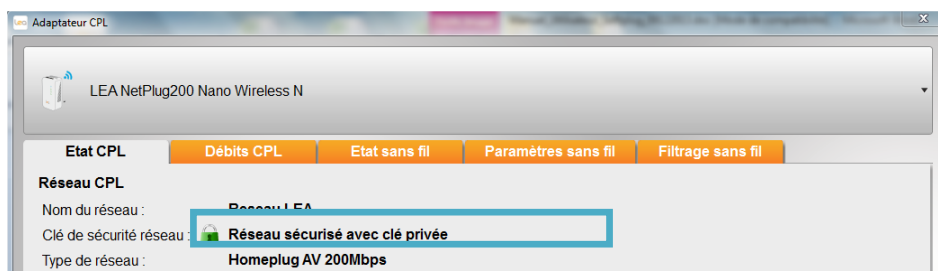 Lea Adaptateur CPL
LEA NetPlug200 Nano Wireless N
Etat CPL Débits CPL Etat sans fil Paramètres sans fil Filtrage sans fil
Réseau CPL
Nom du réseau : Reseau LEA
Clé de sécurité réseau : Réseau sécurisé avec clé privée
Type de réseau : Homeplug AV 200Mbps